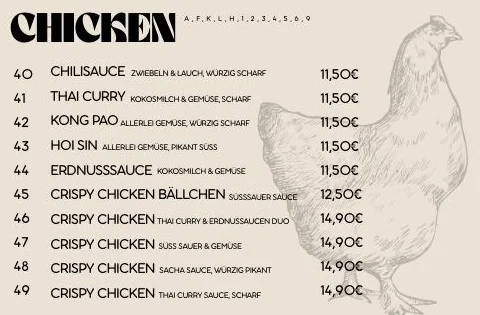 CHICKEN A,F,K,L,H,1,2,3,4,5,6,9
40 CHILISAUCE ZWIEBELN & LAUCH, WÜRZIG SCHARF 11,50€
41 THAI CURRY KOKOSMILCH & GEMÜSE, SCHARF 11,50€
42 KONG PAO ALLERLEI GEMÜSE, WÜRZIG SCHARF 11,50€
43 HOI SIN ALLERLEI GEMÜSE, PIKANT SÜSS 11,50€
44 ERDNUSSSAUCE KOKOSMILCH & GEMÜSE 11,50€
45 CRISPY CHICKEN BÄLLCHEN SÜSSSAUER SAUCE 12,50€
46 CRISPY CHICKEN THAI CURRY & ERDNUSSAUCEN DUO 14,90€
47 CRISPY CHICKEN SÜSS SAUER & GEMÜSE 14,90€
48 CRISPY CHICKEN SACHA SAUCE, WÜRZIG PIKANT 14,90€
49 CRISPY CHICKEN THAI CURRY SAUCE, SCHARF 14,90€